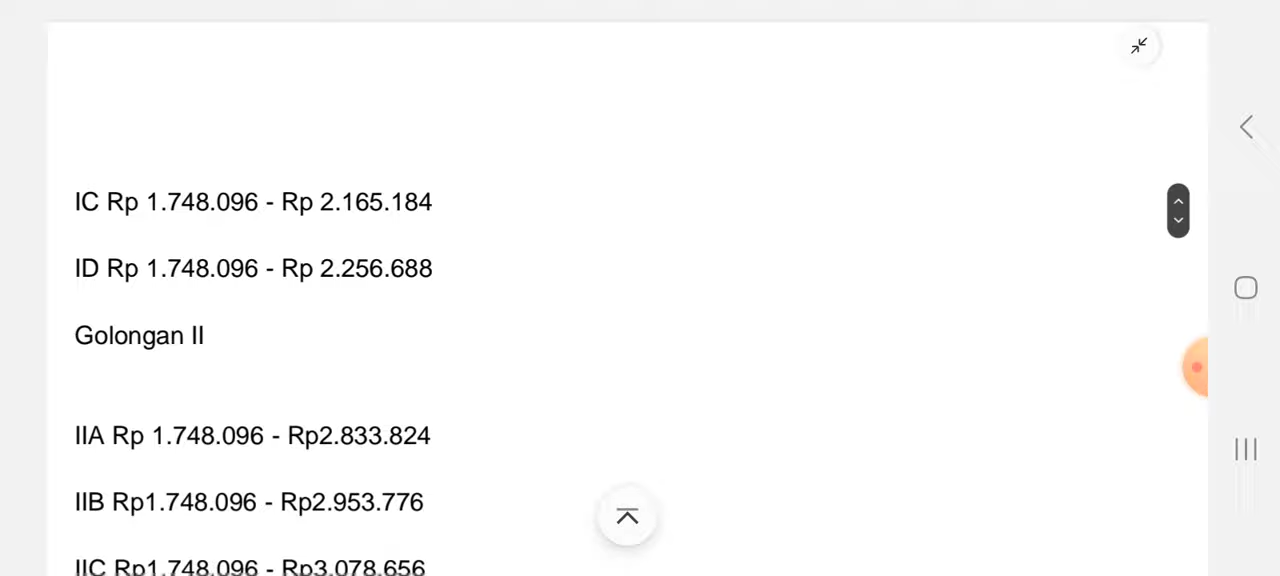 IC Rp 1.748.096 - Rp 2.165.184
ID Rp 1.748.096 - Rp 2.256.688
Golongan II
IIA Rp 1.748.096 - Rp2.833.824
IIB Rp1.748.096 - Rp2.953.776
IIC Rp1.748.096 - Rp3.078.656